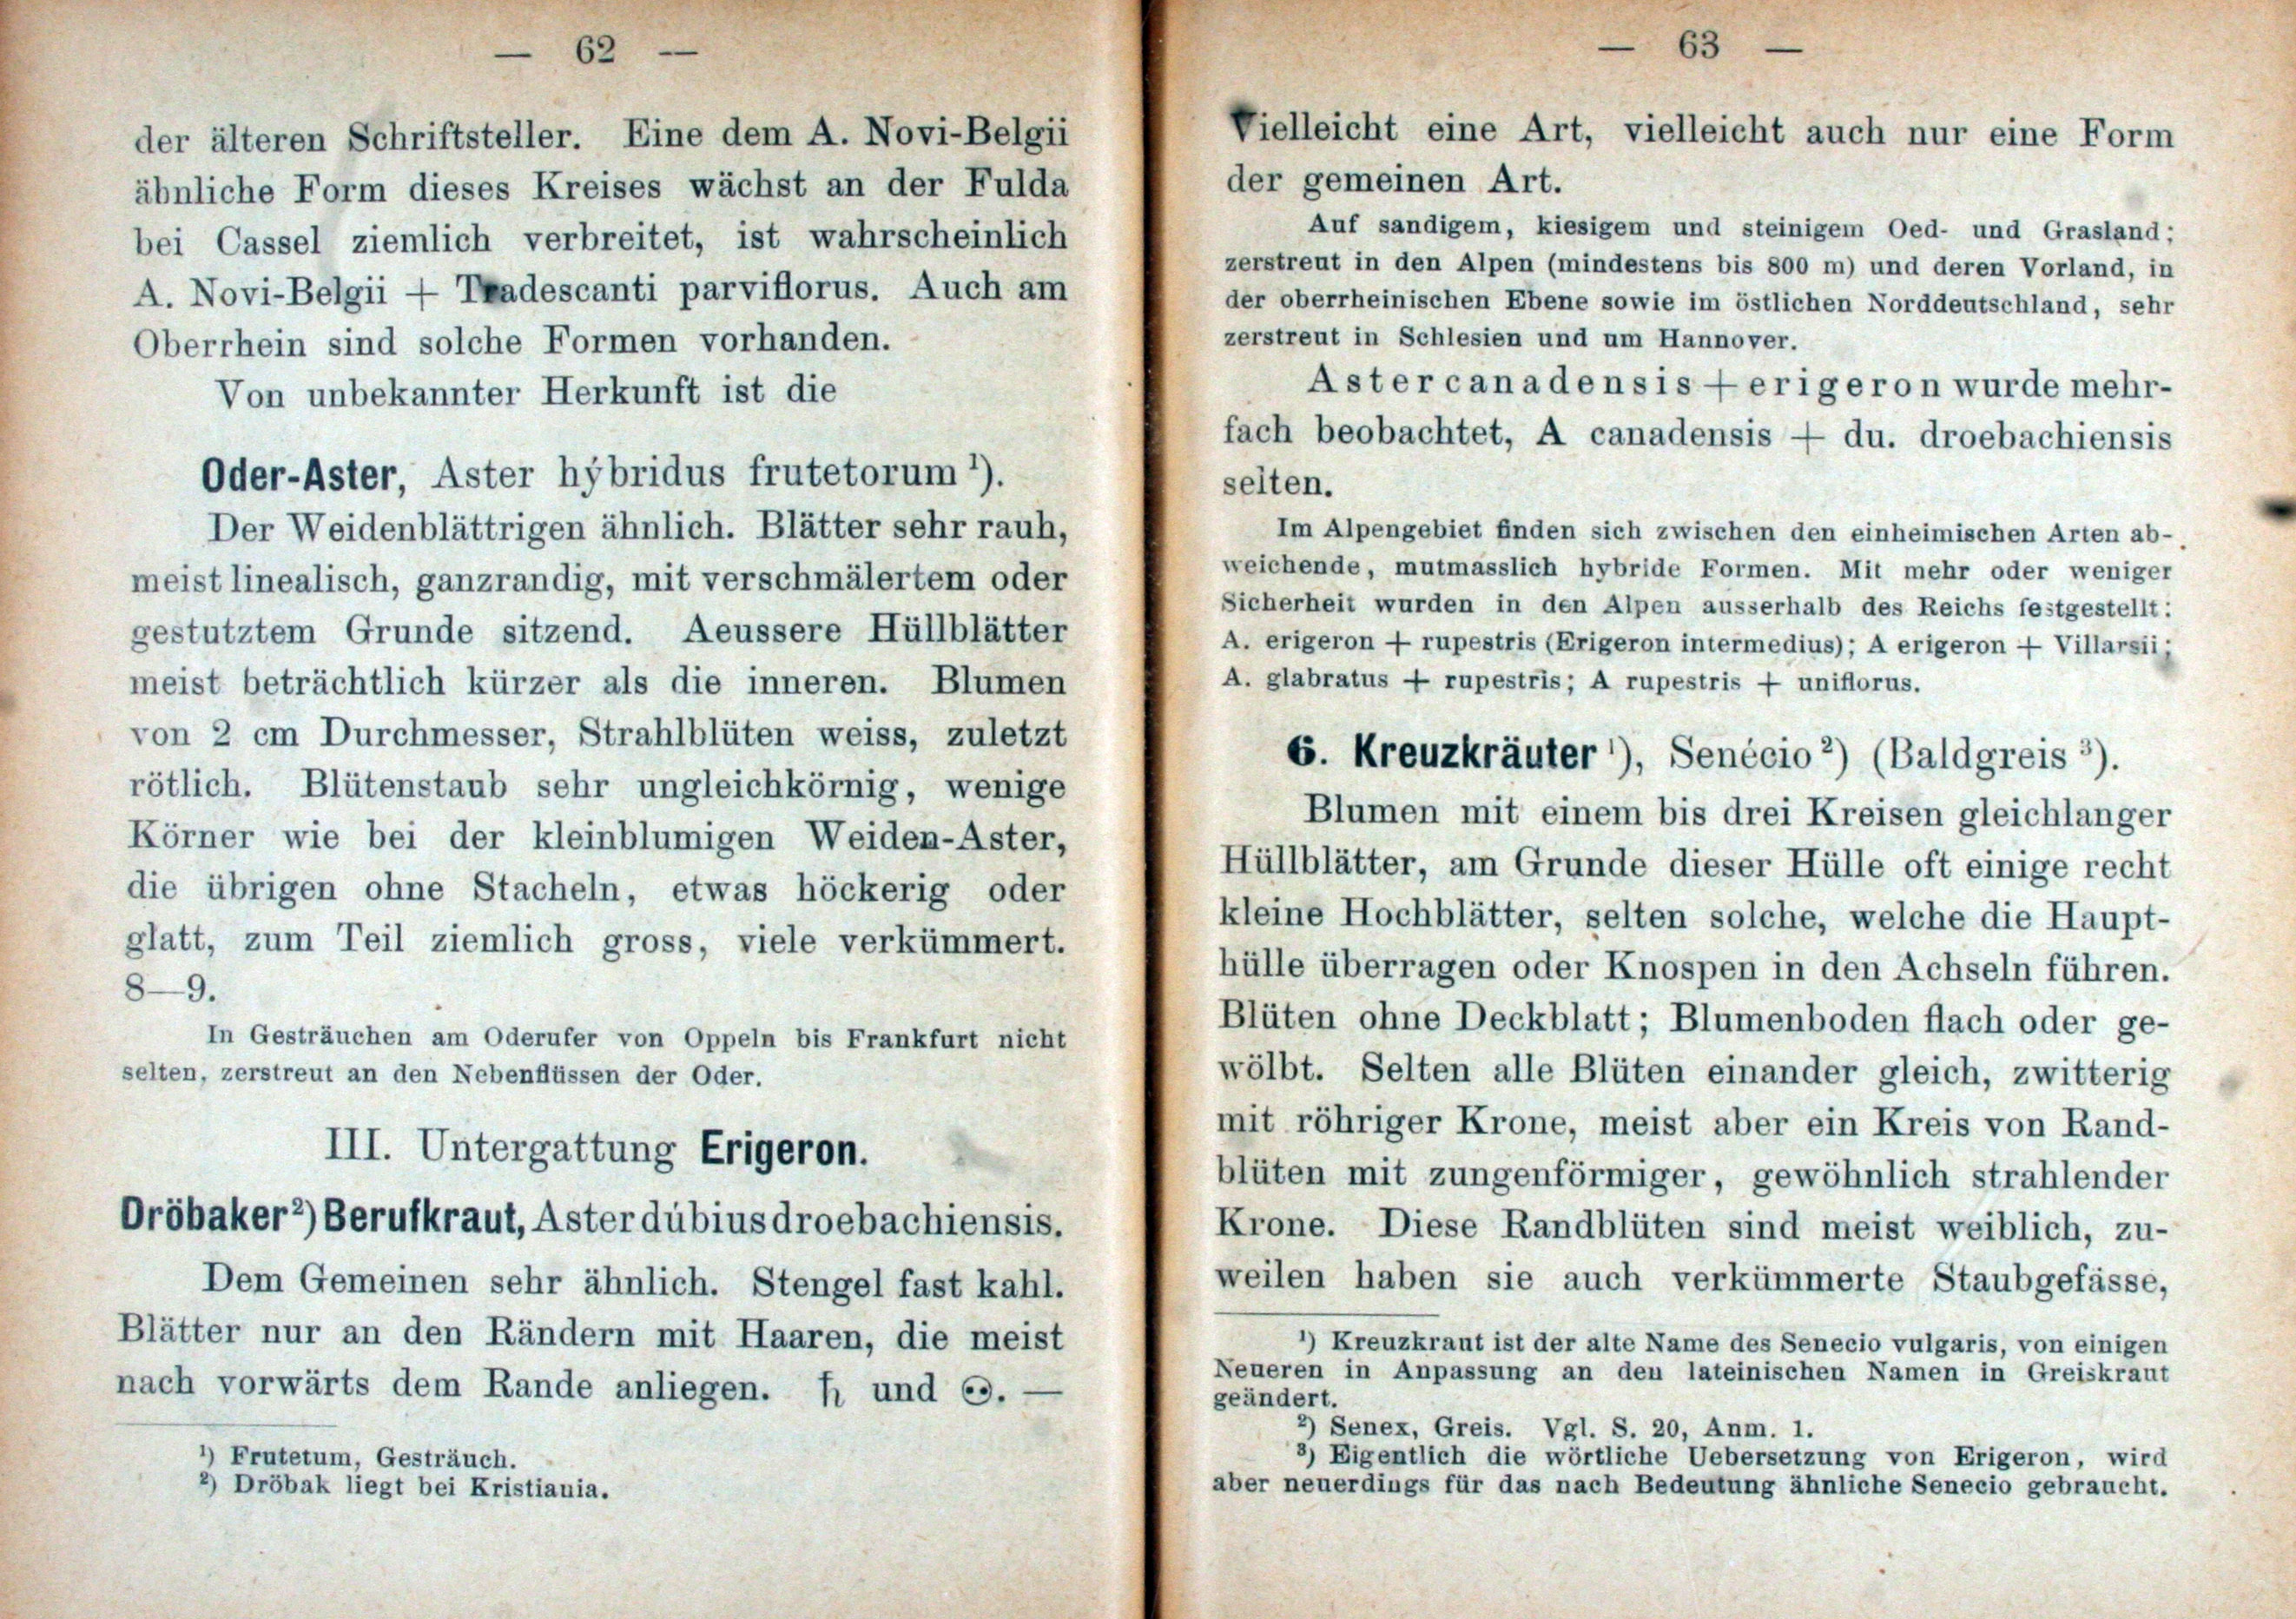 — 62 —
der älteren Schriftsteller. Eine dem A. Novi-Belgii
äbnliche Form dieses Kreises wächst an der Fulda
bei Cassel ziemlich verbreitet, ist wahrscheinlich
A. Novi-Belgii + Tradescanti parviflorus. Auch am
Oberrhein sind solche Formen vorhanden.
Von unbekannter Herkunft ist die
Oder-Aster, Aster hýbridus frutetorum ¹).
Der Weidenblättrigen ähnlich. Blätter sehr rauh,
meist linealisch, ganzrandig, mit verschmälertem oder
gestutztem Grunde sitzend. Aeussere Hüllblätter
meist beträchtlich kürzer als die inneren. Blumen
von 2 cm Durchmesser, Strahlblüten weiss, zuletzt
rötlich. Blütenstaub sehr ungleichkörnig, wenige
Körner wie bei der kleinblumigen Weiden-Aster,
die übrigen ohne Stacheln, etwas höckerig oder
glatt, zum Teil ziemlich gross, viele verkümmert.
8—9.
In Gesträuchen am Oderufer von Oppeln bis Frankfurt nicht
selten, zerstreut an den Nebenflüssen der Oder.
III. Untergattung Erigeron.
Dröbaker²) Berufkraut, Aster dúbius droebachiensis.
Dem Gemeinen sehr ähnlich. Stengel fast kahl.
Blätter nur an den Rändern mit Haaren, die meist
nach vorwärts dem Rande anliegen. ♄ und ⊙. —
¹) Frutetum, Gesträuch.
²) Dröbak liegt bei Kristiania.
— 63 —
Vielleicht eine Art, vielleicht auch nur eine Form
der gemeinen Art.
Auf sandigem, kiesigem und steinigem Oed- und Grasland;
zerstreut in den Alpen (mindestens bis 800 m) und deren Vorland, in
der oberrheinischen Ebene sowie im östlichen Norddeutschland, sehr
zerstreut in Schlesien und um Hannover.
Aster canadensis + erigeron wurde mehr-
fach beobachtet, A canadensis + du. droebachiensis
selten.
Im Alpengebiet finden sich zwischen den einheimischen Arten ab-
weichende, mutmasslich hybride Formen. Mit mehr oder weniger
Sicherheit wurden in den Alpen ausserhalb des Reichs festgestellt:
A. erigeron + rupestris (Erigeron intermedius); A erigeron + Villarsii;
A. glabratus + rupestris; A rupestris + uniflorus.
6. Kreuzkräuter ¹), Senécio ²) (Baldgreis ³).
Blumen mit einem bis drei Kreisen gleichlanger
Hüllblätter, am Grunde dieser Hülle oft einige recht
kleine Hochblätter, selten solche, welche die Haupt-
hülle überragen oder Knospen in den Achseln führen.
Blüten ohne Deckblatt; Blumenboden flach oder ge-
wölbt. Selten alle Blüten einander gleich, zwitterig
mit röhriger Krone, meist aber ein Kreis von Rand-
blüten mit zungenförmiger, gewöhnlich strahlender
Krone. Diese Randblüten sind meist weiblich, zu-
weilen haben sie auch verkümmerte Staubgefässe,
¹) Kreuzkraut ist der alte Name des Senecio vulgaris, von einigen
Neueren in Anpassung an den lateinischen Namen in Greiskraut
geändert.
²) Senex, Greis. Vgl. S. 20, Anm. 1.
³) Eigentlich die wörtliche Uebersetzung von Erigeron, wird
aber neuerdings für das nach Bedeutung ähnliche Senecio gebraucht.